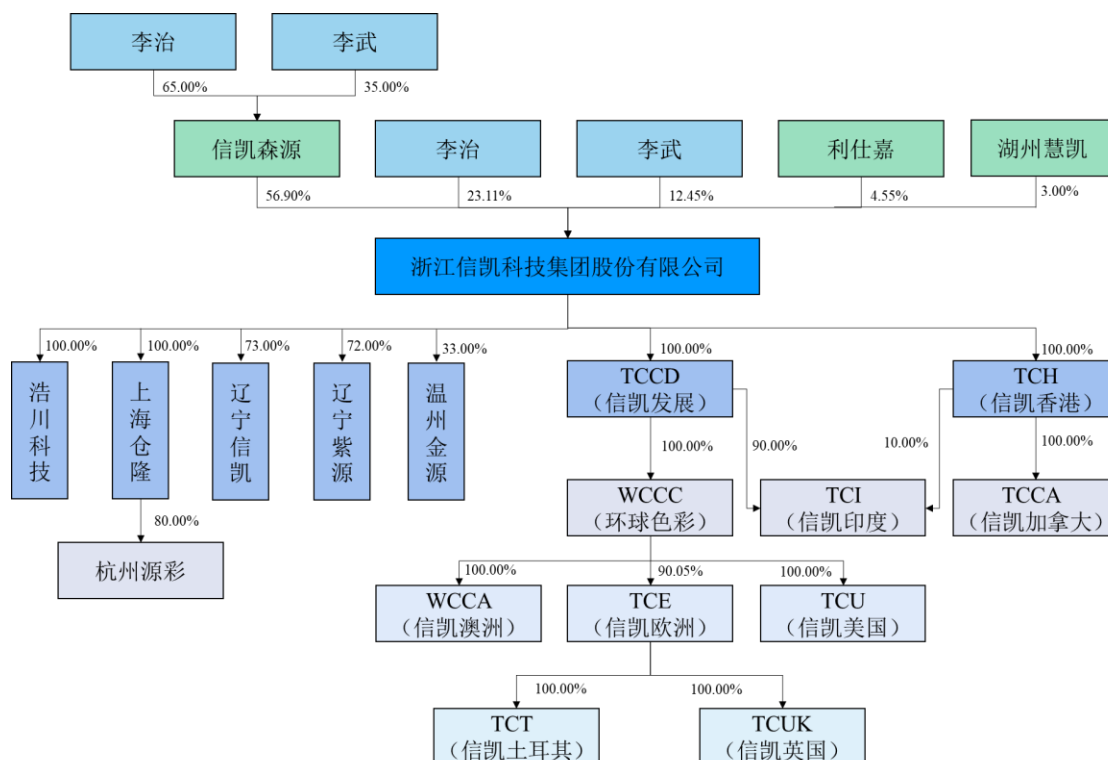 李治
李武
65.00%
35.00%
信凯森源
李治
李武
利仕嘉
湖州慧凯
56.90%
23.11%
12.45%
4.55%
3.00%
浙江信凯科技集团股份有限公司
100.00%
100.00%
73.00%
72.00%
33.00%
100.00%
100.00%
浩川科技
上海仓隆
辽宁信凯
辽宁紫源
温州金源
TCCD
（信凯发展）
TCH
（信凯香港）
100.00%
90.00%
10.00%
100.00%
80.00%
杭州源彩
WCCC
（环球色彩）
TCI
（信凯印度）
TCCA
（信凯加拿大）
100.00%
90.05%
100.00%
WCCA
（信凯澳洲）
TCE
（信凯欧洲）
TCU
（信凯美国）
100.00%
100.00%
TCT
（信凯土耳其）
TCUK
（信凯英国）